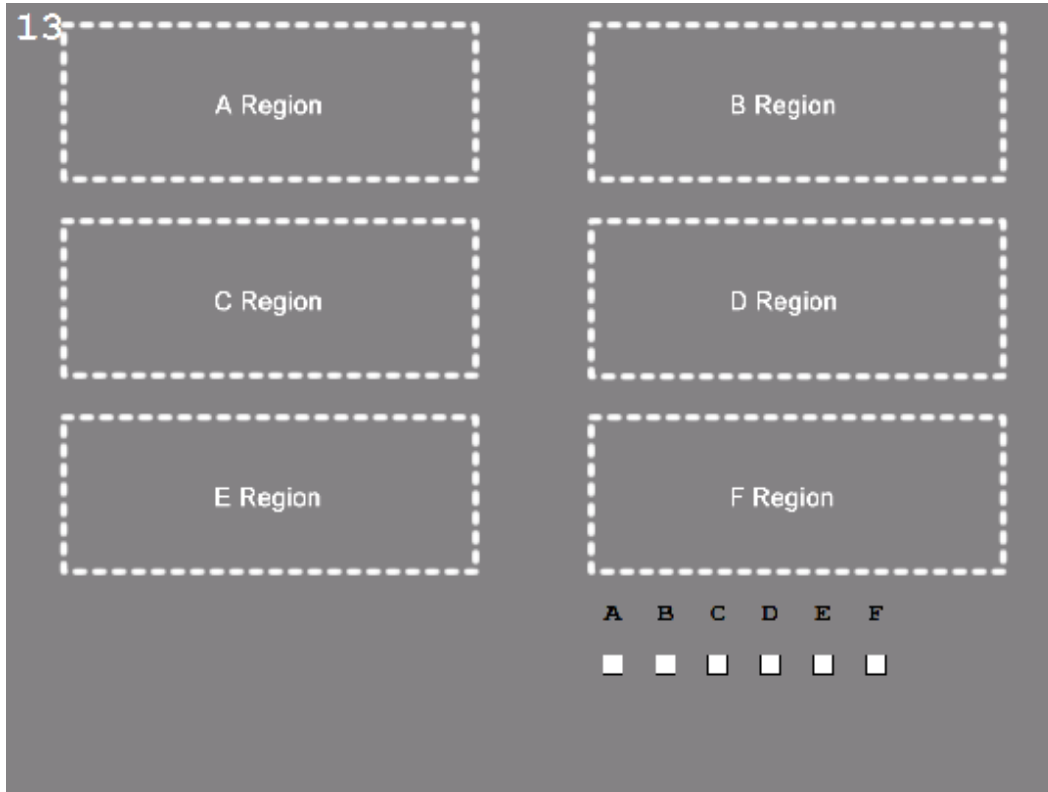 13
A Region
B Region
C Region
D Region
E Region
F Region
A B C D E F